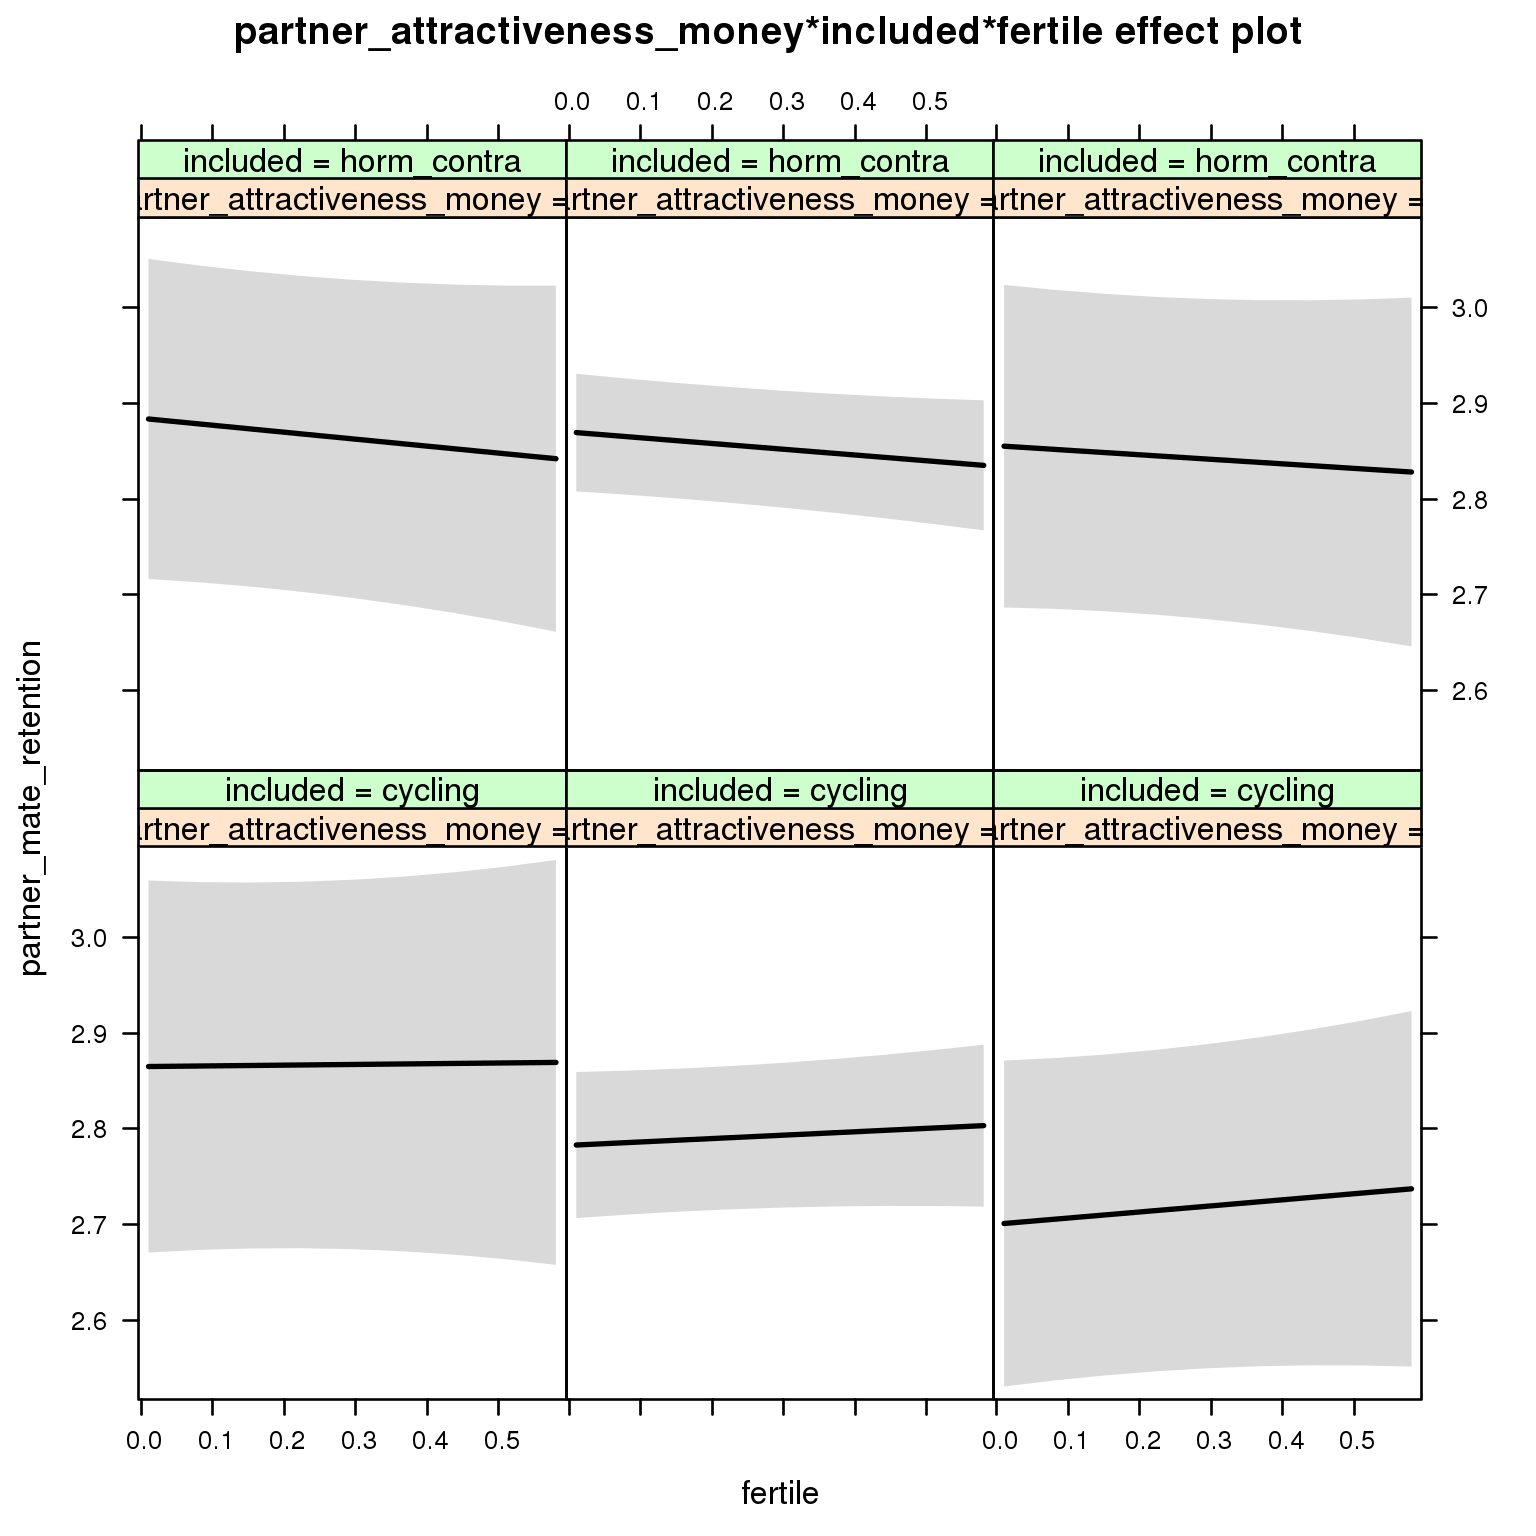 partner_attractiveness_money*included*fertile effect plot
0.0 0.1 0.2 0.3 0.4 0.5
included = horm_contra included = horm_contra included = horm_contra
rtner_attractiveness_money = rtner_attractiveness_money = rtner_attractiveness_money =
3.0
2.9
2.8
2.7
2.6
partner_mate_retention
included = cycling included = cycling included = cycling
rtner_attractiveness_money = rtner_attractiveness_money = rtner_attractiveness_money =
3.0
2.9
2.8
2.7
2.6
0.0 0.1 0.2 0.3 0.4 0.5 0.0 0.1 0.2 0.3 0.4 0.5
fertile